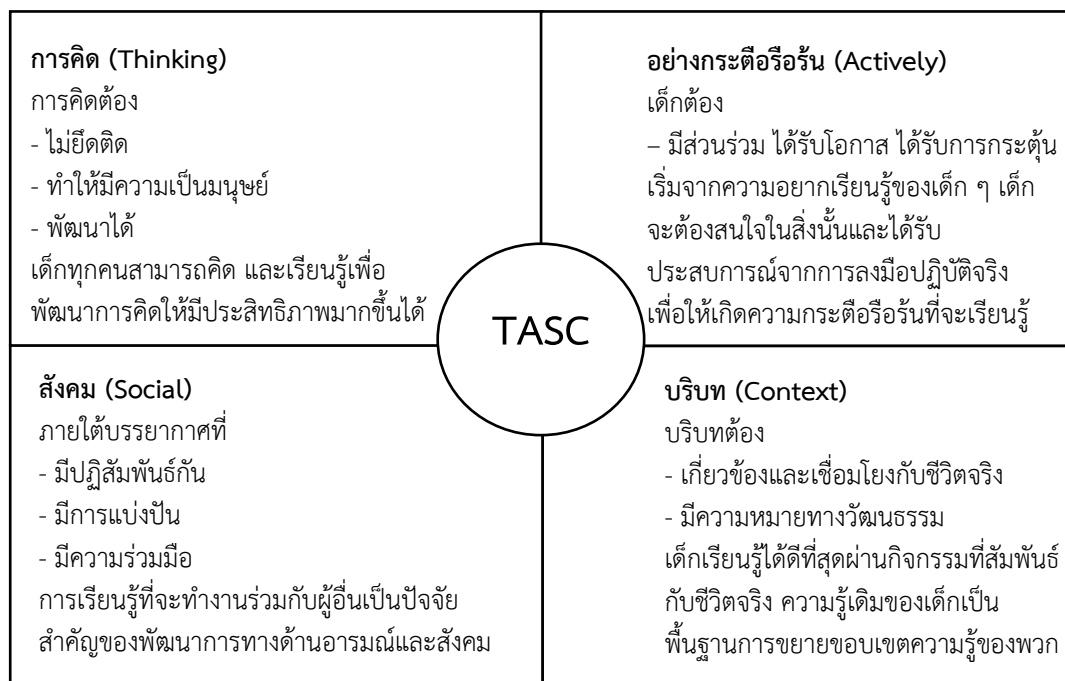 การคิด (Thinking)
การคิดต้อง
- ไม่ยึดติด
- ทำให้มีความเป็นมนุษย์
- พัฒนาได้
เด็กทุกคนสามารถคิด และเรียนรู้เพื่อ
พัฒนาการคิดให้มีประสิทธิภาพมากขึ้นได้
อย่างกระตือรือร้น (Actively)
เด็กต้อง
– มีส่วนร่วม ได้รับโอกาส ได้รับการกระตุ้น
เริ่มจากความอยากเรียนรู้ของเด็ก ๆ เด็ก
จะต้องสนใจในสิ่งนั้นและได้รับ
ประสบการณ์จากการลงมือปฏิบัติจริง
เพื่อให้เกิดความกระตือรือร้นที่จะเรียนรู้
TASC
สังคม (Social)
ภายใต้บรรยากาศที่
- มีปฏิสัมพันธ์กัน
- มีการแบ่งปัน
- มีความร่วมมือ
การเรียนรู้ที่จะทำงานร่วมกับผู้อื่นเป็นปัจจัย
สำคัญของพัฒนาการทางด้านอารมณ์และสังคม
บริบท (Context)
บริบทต้อง
- เกี่ยวข้องและเชื่อมโยงกับชีวิตจริง
- มีความหมายทางวัฒนธรรม
เด็กเรียนรู้ได้ดีที่สุดผ่านกิจกรรมที่สัมพันธ์
กับชีวิตจริง ความรู้เดิมของเด็กเป็น
พื้นฐานการขยายขอบเขตความรู้ของพวก